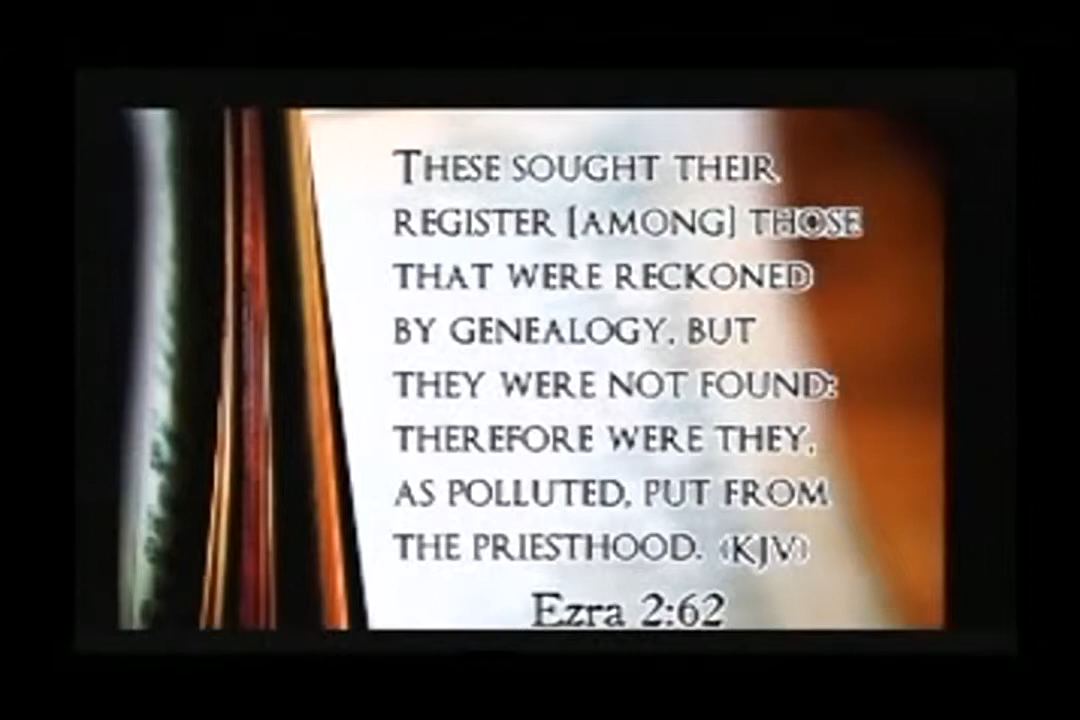 THESE SOUGHT THEIR
REGISTER [AMONG] THOSE
THAT WERE RECKONED
BY GENEALOGY, BUT
THEY WERE NOT FOUND:
THEREFORE WERE THEY,
AS POLLUTED, PUT FROM
THE PRIESTHOOD. (KJV)
Ezra 2:62